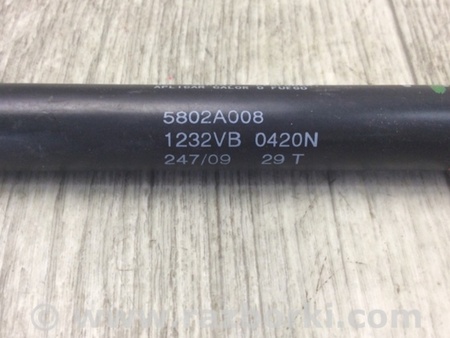 APLICAR CALOR O FUEGO
5802A008
1232VB 0420N
247/09 29 T